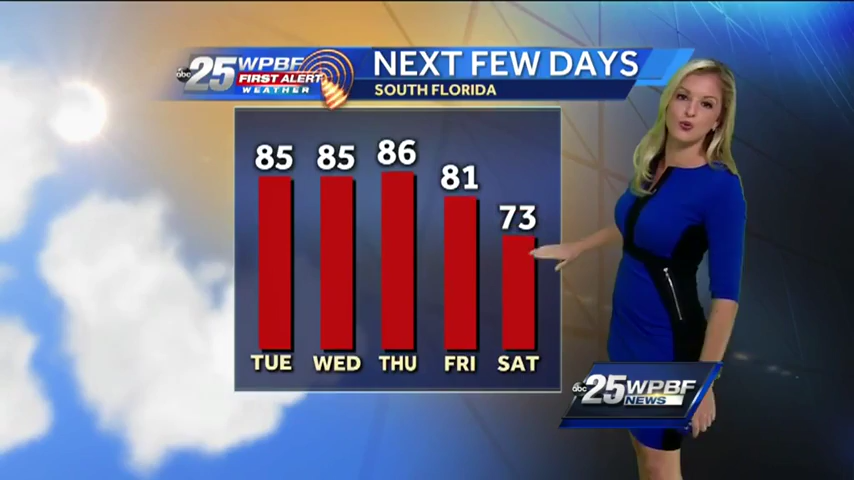 abc 25 WPBF
FIRST ALERT
WEATHER
NEXT FEW DAYS
SOUTH FLORIDA
85 85 86 81 73
TUE WED THU FRI SAT
abc 25 WPBF
NEWS